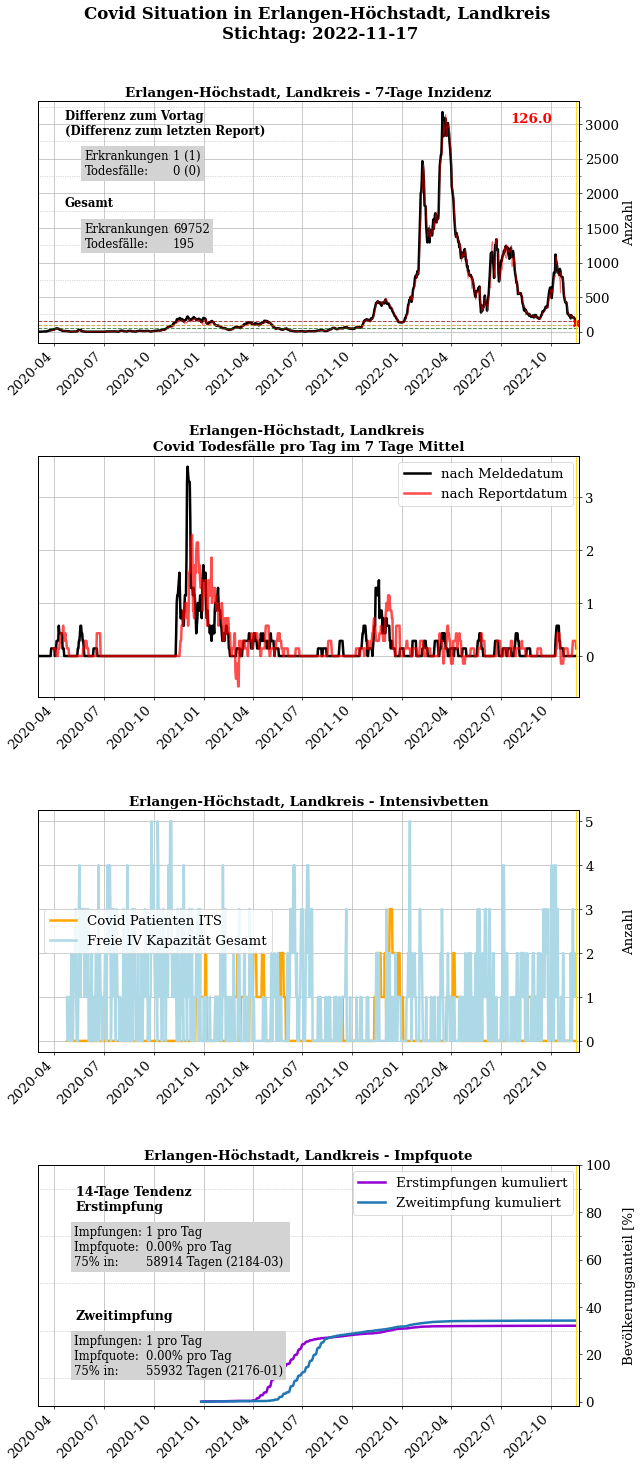 Covid Situation in Erlangen-Höchstadt, Landkreis
Stichtag: 2022-11-17
Erlangen-Höchstadt, Landkreis - 7-Tage Inzidenz
Differenz zum Vortag
(Differenz zum letzten Report)
Erkrankungen 1 (1)
Todesfälle: 0 (0)
Gesamt
Erkrankungen 69752
Todesfälle: 195
126.0
3000
2500
2000
1500
1000
500
0
Anzahl
2020-04
2020-07
2020-10
2021-01
2021-04
2021-07
2021-10
2022-01
2022-04
2022-07
2022-10
Erlangen-Höchstadt, Landkreis
Covid Todesfälle pro Tag im 7 Tage Mittel
nach Meldedatum
nach Reportdatum
3
2
1
0
2020-04
2020-07
2020-10
2021-01
2021-04
2021-07
2021-10
2022-01
2022-04
2022-07
2022-10
Erlangen-Höchstadt, Landkreis - Intensivbetten
Covid Patienten ITS
Freie IV Kapazität Gesamt
5
4
3
2
1
0
Anzahl
2020-04
2020-07
2020-10
2021-01
2021-04
2021-07
2021-10
2022-01
2022-04
2022-07
2022-10
Erlangen-Höchstadt, Landkreis - Impfquote
14-Tage Tendenz
Erstimpfung
Impfungen: 1 pro Tag
Impfquote: 0.00% pro Tag
75% in: 58914 Tagen (2184-03)
Zweitimpfung
Impfungen: 1 pro Tag
Impfquote: 0.00% pro Tag
75% in: 55932 Tagen (2176-01)
Erstimpfungen kumuliert
Zweitimpfung kumuliert
100
80
60
40
20
0
Bevölkerungsanteil [%]
2020-04
2020-07
2020-10
2021-01
2021-04
2021-07
2021-10
2022-01
2022-04
2022-07
2022-10